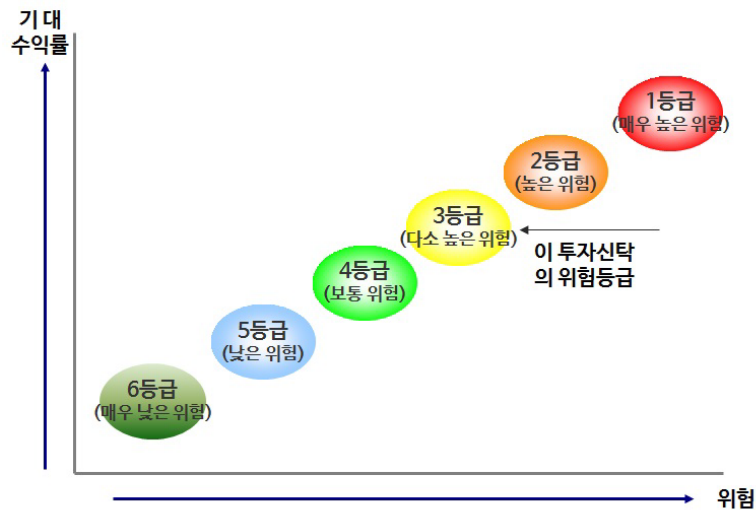 기 대
수익률
1등급
(매우 높은 위험)
2등급
(높은 위험)
3등급
(다소 높은 위험)
이 투자신탁
의 위험등급
4등급
(보통 위험)
5등급
(낮은 위험)
6등급
(매우 낮은 위험)
위험